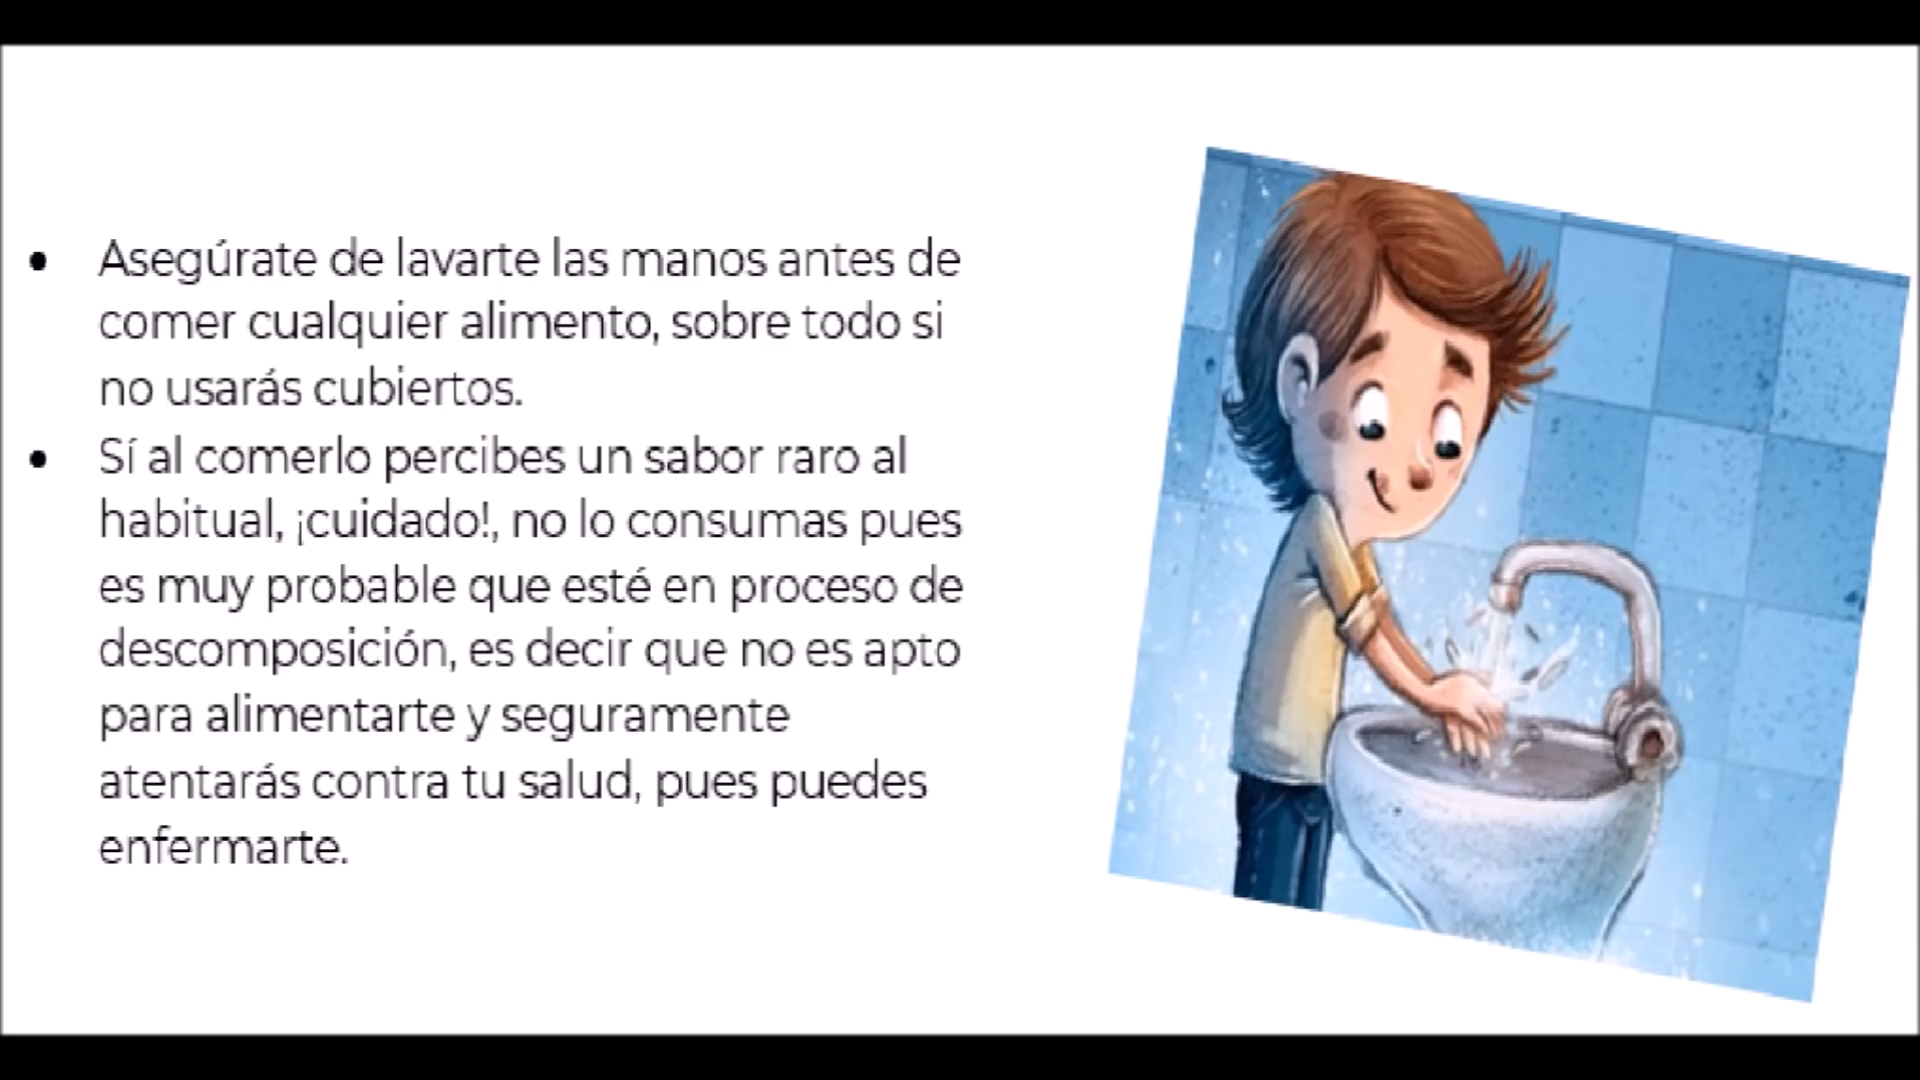 • Asegúrate de lavarte las manos antes de
comer cualquier alimento, sobre todo si
no usarás cubiertos.
• Sí al comerlo percibes un sabor raro al
habitual, ¡cuidado!, no lo consumas pues
es muy probable que esté en proceso de
descomposición, es decir que no es apto
para alimentarte y seguramente
atentarás contra tu salud, pues puedes
enfermarte.